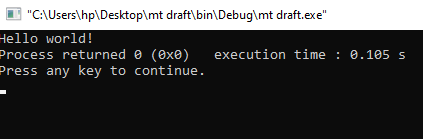 "C:\Users\hp\Desktop\mt draft\bin\Debug\mt draft.exe"
Hello world!
Process returned 0 (0x0)   execution time : 0.105 s
Press any key to continue.